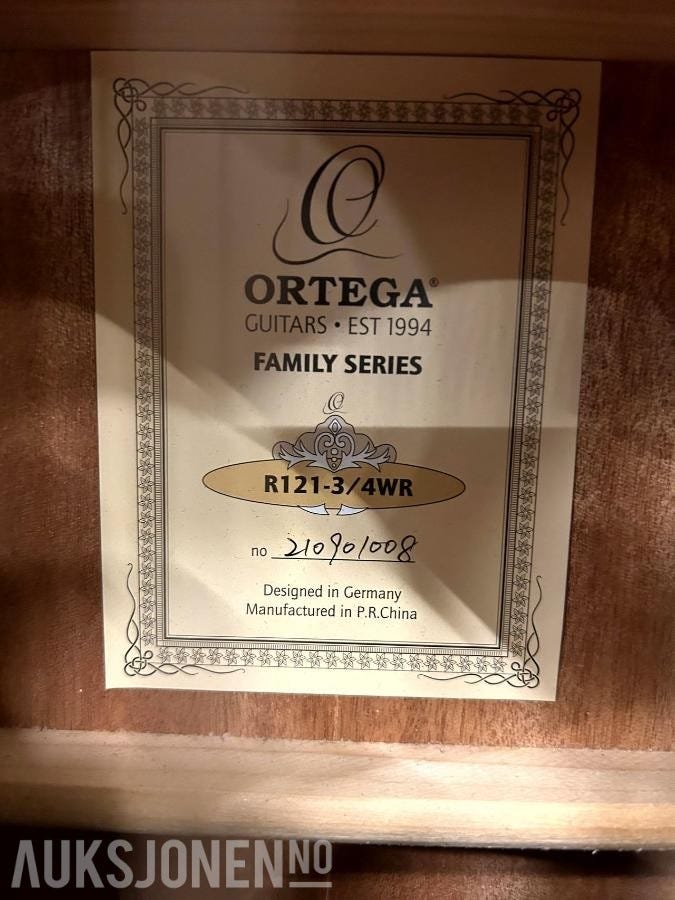 O
ORTEGA®
GUITARS • EST 1994
FAMILY SERIES
O
R121-3/4WR
no 210901008
Designed in Germany
Manufactured in P.R.China
AUKSJONEN NO